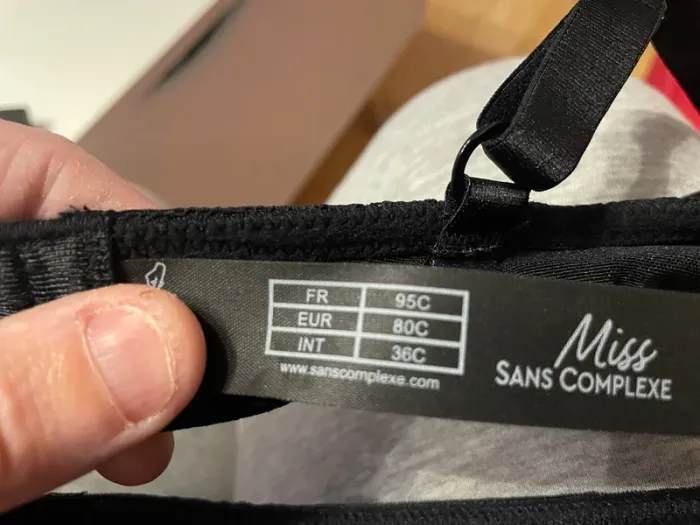 FR 95C
EUR 80C
INT 36C
www.sanscomplexe.com
Miss
SANS COMPLEXE